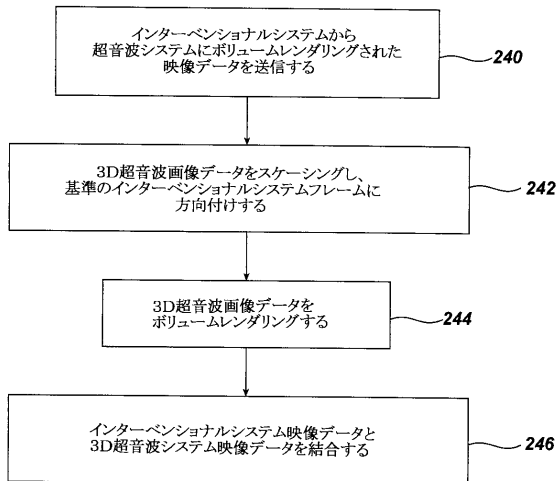 インターベンショナルシステムから
超音波システムにボリュームレンダリングされた
映像データを送信する
240
3D超音波画像データをスケーシングし、
基準のインターベンショナルシステムフレームに
方向付けする
242
3D超音波画像データを
ボリュームレンダリングする
244
インターベンショナルシステム映像データと
3D超音波システム映像データを結合する
246